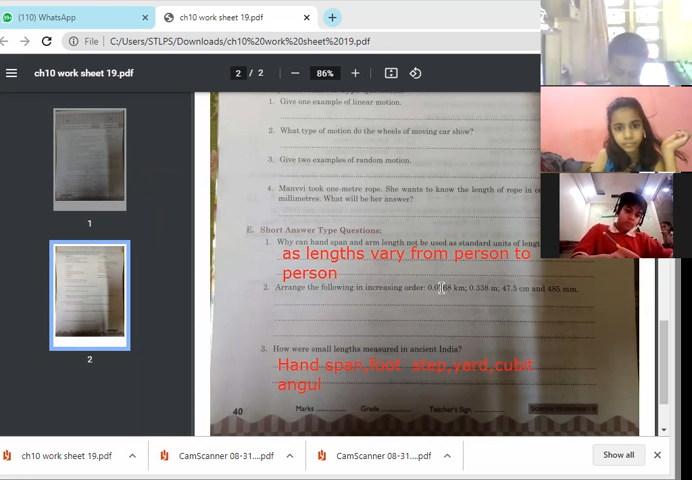 (110) WhatsApp
ch10 work sheet 19.pdf
File
C:/Users/STLPS/Downloads/ch10%20work%20sheet%2019.pdf
ch10 work sheet 19.pdf
2 / 2
86%
1. Give one example of linear motion.
2. What type of motion do the wheels of moving car show?
3. Give two examples of random motion.
4. Manvvi took one-metre rope. She wants to know the length of rope in
millimetres. What will be her answer?
E. Short Answer Type Questions:
1. Why can hand span and arm length not be used as standard units of
as lengths vary from person to
person
2. Arrange the following in increasing order: km; 0.338 m; 47.5 cm and 485 mm.
3. How were small lengths measured in ancient India?
Hand span,foot step,yard,cubit
angul
40
Marks
Grade
Teacher's Sign.
1
2
ch10 work sheet 19.pdf
CamScanner 08-31....pdf
CamScanner 08-31....pdf
Show all